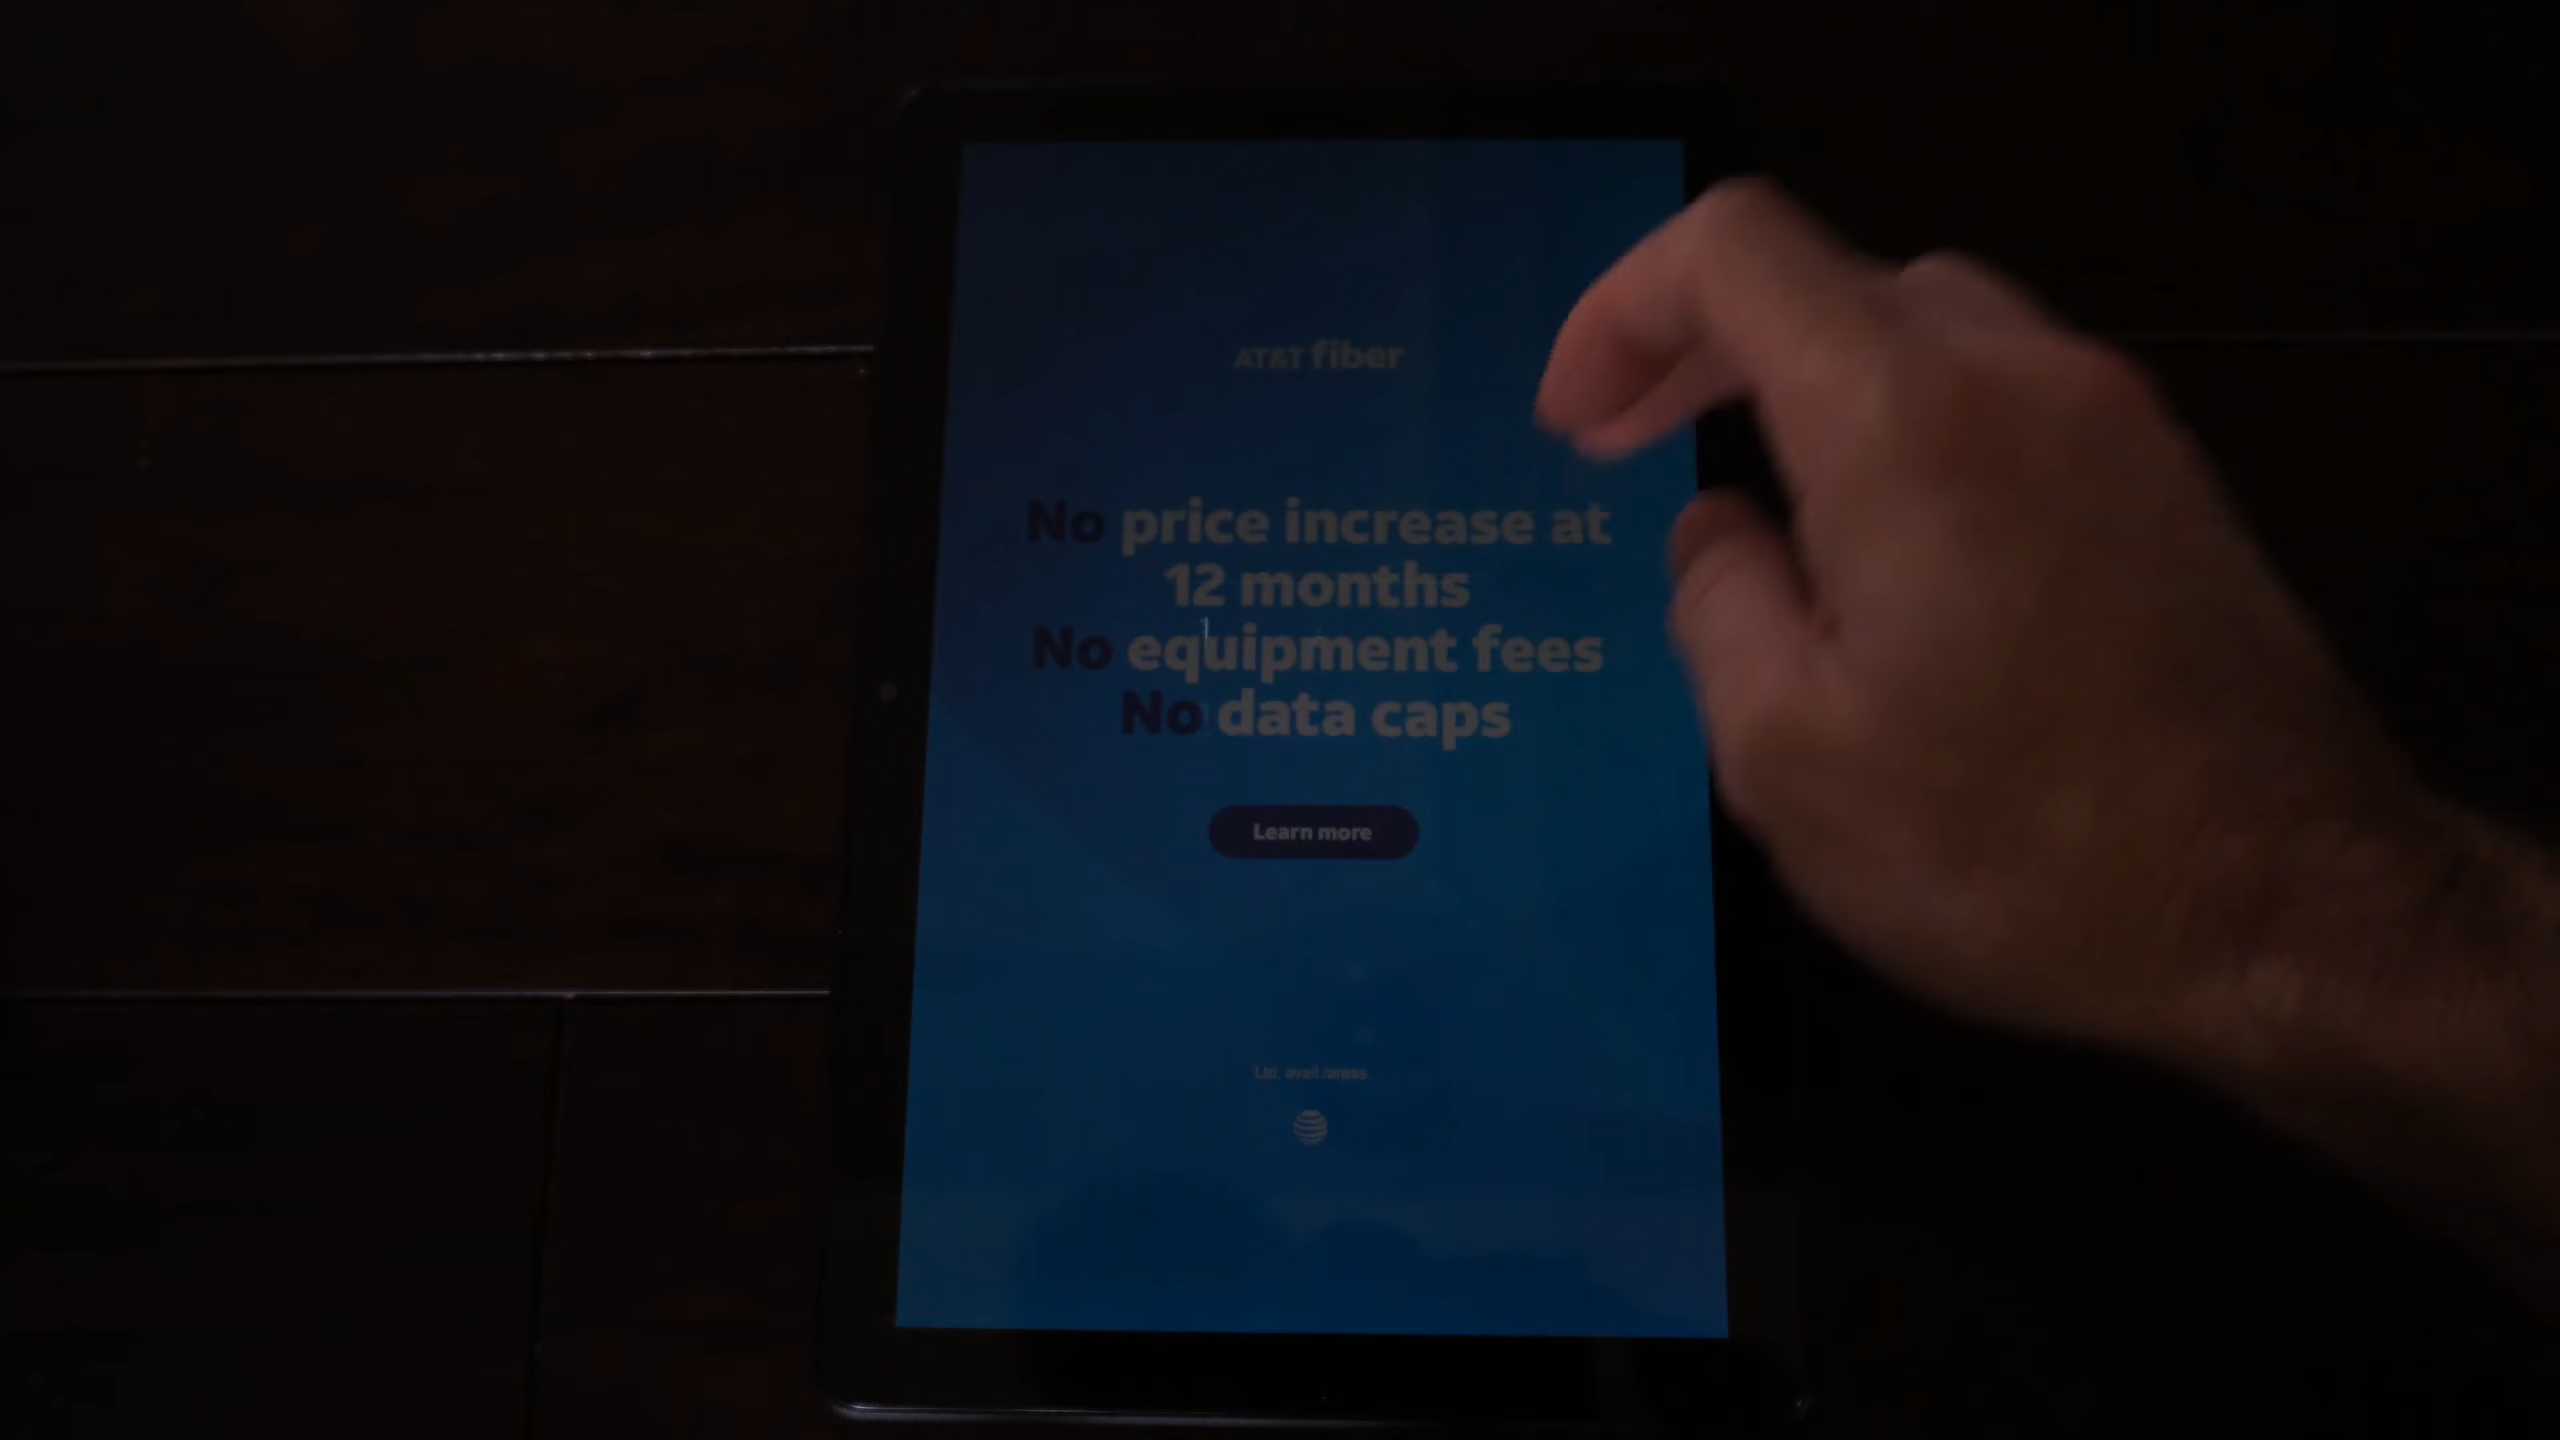 AT&T fiber
No price increase at
12 months
No equipment fees
No data caps
Learn more
Ltd. avail./areas.